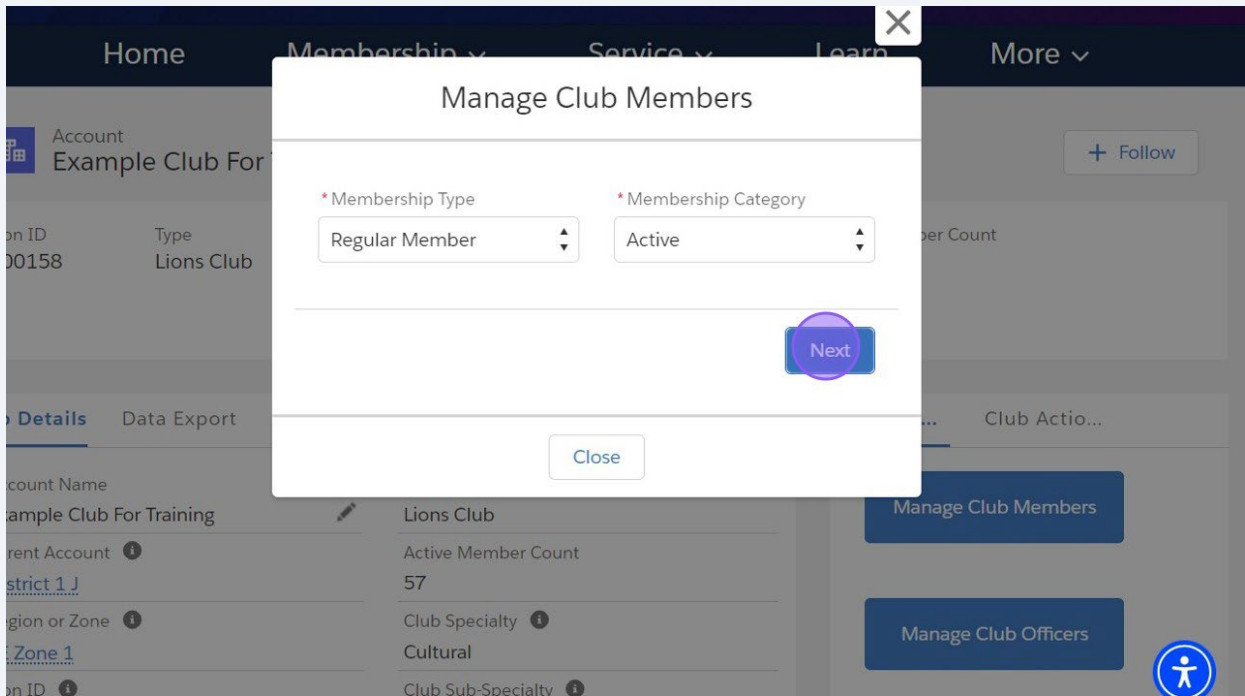 Home Membership Service Learn More
Manage Club Members
Account
Example Club For
+ Follow
* Membership Type * Membership Category
Regular Member Active
on ID Type Count
00158 Lions Club
Next
Details Data Export ... Club Actio...
Close
Account Name
Example Club For Training Lions Club Manage Club Members
rent Account Active Member Count
strict 1 J 57
gion or Zone Club Specialty
Zone 1 Cultural Manage Club Officers
on ID Club Sub-Specialty